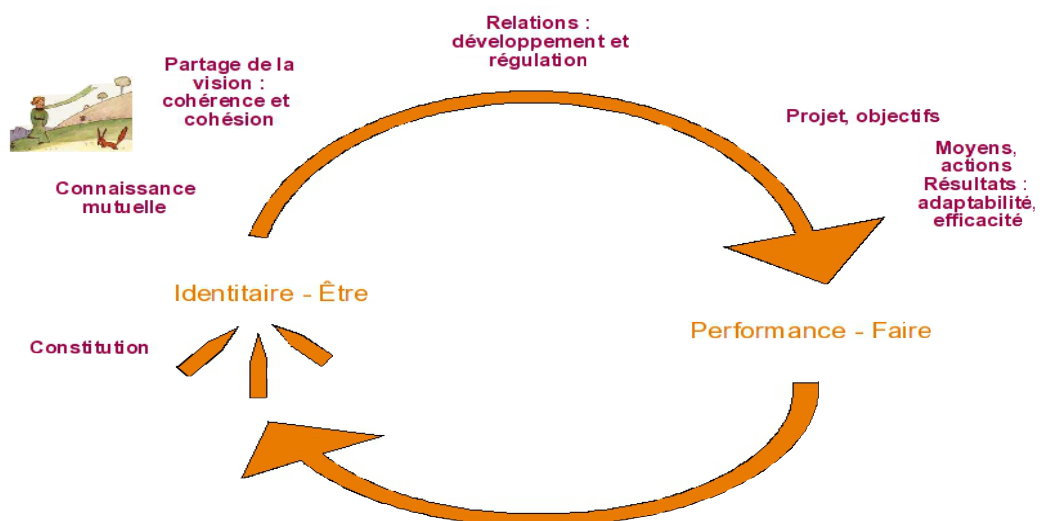 Relations :
développement et
régulation
Partage de la
vision :
cohérence et
cohésion
Projet, objectifs
Moyens,
actions
Résultats :
adaptabilité,
efficacité
Connaissance
mutuelle
Identitaire - Être
Performance - Faire
Constitution